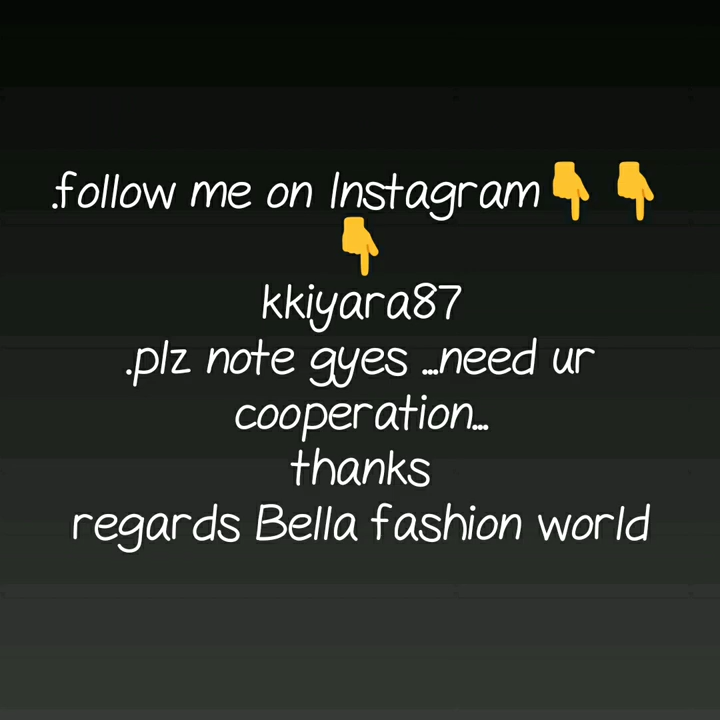 .follow me on Instagram👇 👇
👇
kkiyara87
.plz note gyes ...need ur
cooperation...
thanks
regards Bella fashion world